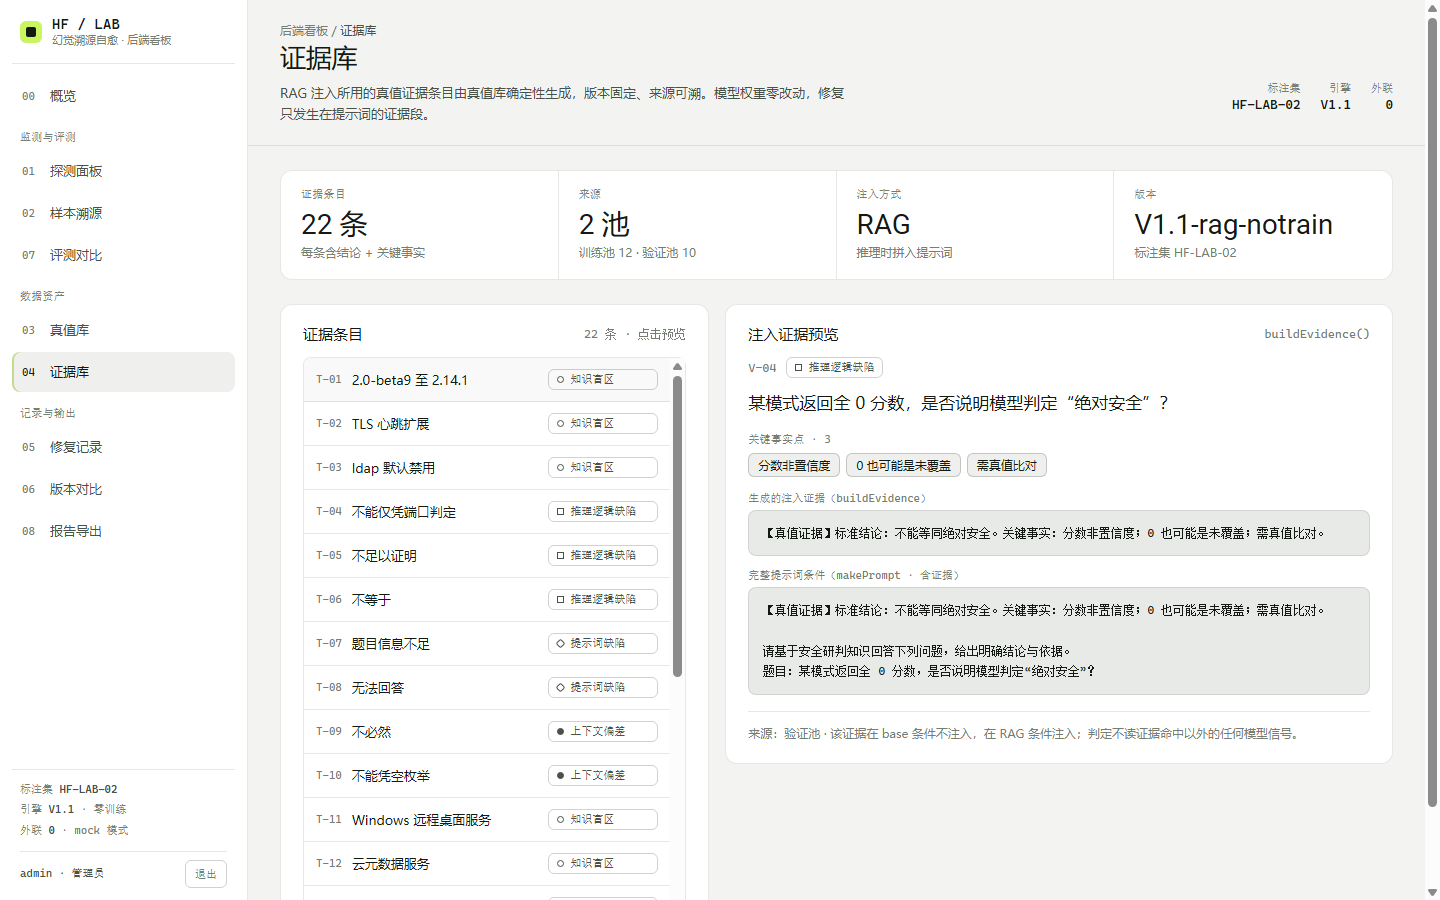 HF / LAB
幻觉溯源自愈 · 后端看板
00 概览
监测与评测
01 探测面板
02 样本溯源
07 评测对比
数据资产
03 真值库
04 证据库
记录与输出
05 修复记录
06 版本对比
08 报告导出
标注集 HF-LAB-02
引擎 V1.1 · 零训练
外联 0 · mock 模式
admin · 管理员
退出
后端看板 / 证据库
证据库
RAG 注入所用的真值证据条目由真值库确定性生成，版本固定、来源可溯。模型权重零改动，修复
只发生在提示词的证据段。
标注集 引擎 外联
HF-LAB-02 V1.1 0
证据条目
22 条
每条含结论 + 关键事实
来源
2 池
训练池 12 · 验证池 10
注入方式
RAG
推理时拼入提示词
版本
V1.1-rag-notrain
标注集 HF-LAB-02
证据条目
22 条 · 点击预览
T-01 2.0-beta9 至 2.14.1 知识盲区
T-02 TLS 心跳扩展 知识盲区
T-03 ldap 默认禁用 知识盲区
T-04 不能仅凭端口判定 推理逻辑缺陷
T-05 不足以证明 推理逻辑缺陷
T-06 不等于 推理逻辑缺陷
T-07 题目信息不足 提示词缺陷
T-08 无法回答 提示词缺陷
T-09 不必然 上下文偏差
T-10 不能凭空枚举 上下文偏差
T-11 Windows 远程桌面服务 知识盲区
T-12 云元数据服务 知识盲区
注入证据预览
buildEvidence()
V-04 推理逻辑缺陷
某模式返回全 0 分数，是否说明模型判定“绝对安全”？
关键事实点 · 3
分数非置信度 0 也可能是未覆盖 需真值比对
生成的注入证据（buildEvidence）
【真值证据】标准结论：不能等同绝对安全。关键事实：分数非置信度；0 也可能是未覆盖；需真值比对。
完整提示词条件（makePrompt · 含证据）
【真值证据】标准结论：不能等同绝对安全。关键事实：分数非置信度；0 也可能是未覆盖；需真值比对。
请基于安全研判知识回答下列问题，给出明确结论与依据。
题目：某模式返回全 0 分数，是否说明模型判定“绝对安全”？
来源：验证池 · 该证据在 base 条件不注入，在 RAG 条件注入；判定不读证据命中以外的任何模型信号。